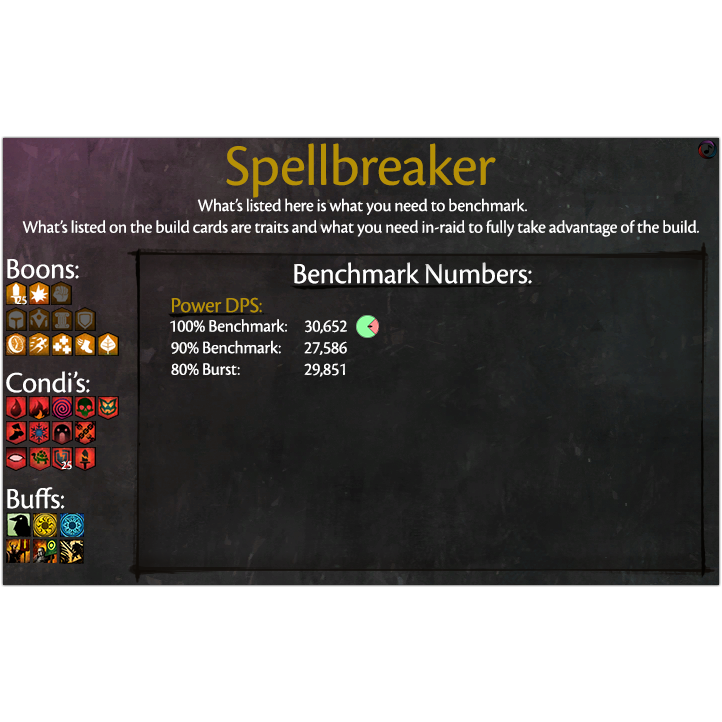 Spellbreaker
What's listed here is what you need to benchmark.
What's listed on the build cards are traits and what you need in-raid to fully take advantage of the build.
Boons:
25
Condi's:
25
Buffs:
Benchmark Numbers:
Power DPS:
100% Benchmark: 30,652
90% Benchmark: 27,586
80% Burst: 29,851